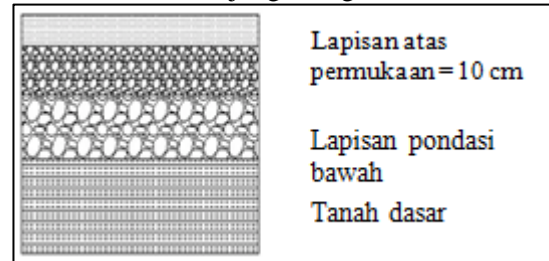 Lapisan atas
permukaan = 10 cm
Lapisan pondasi
bawah
Tanah dasar